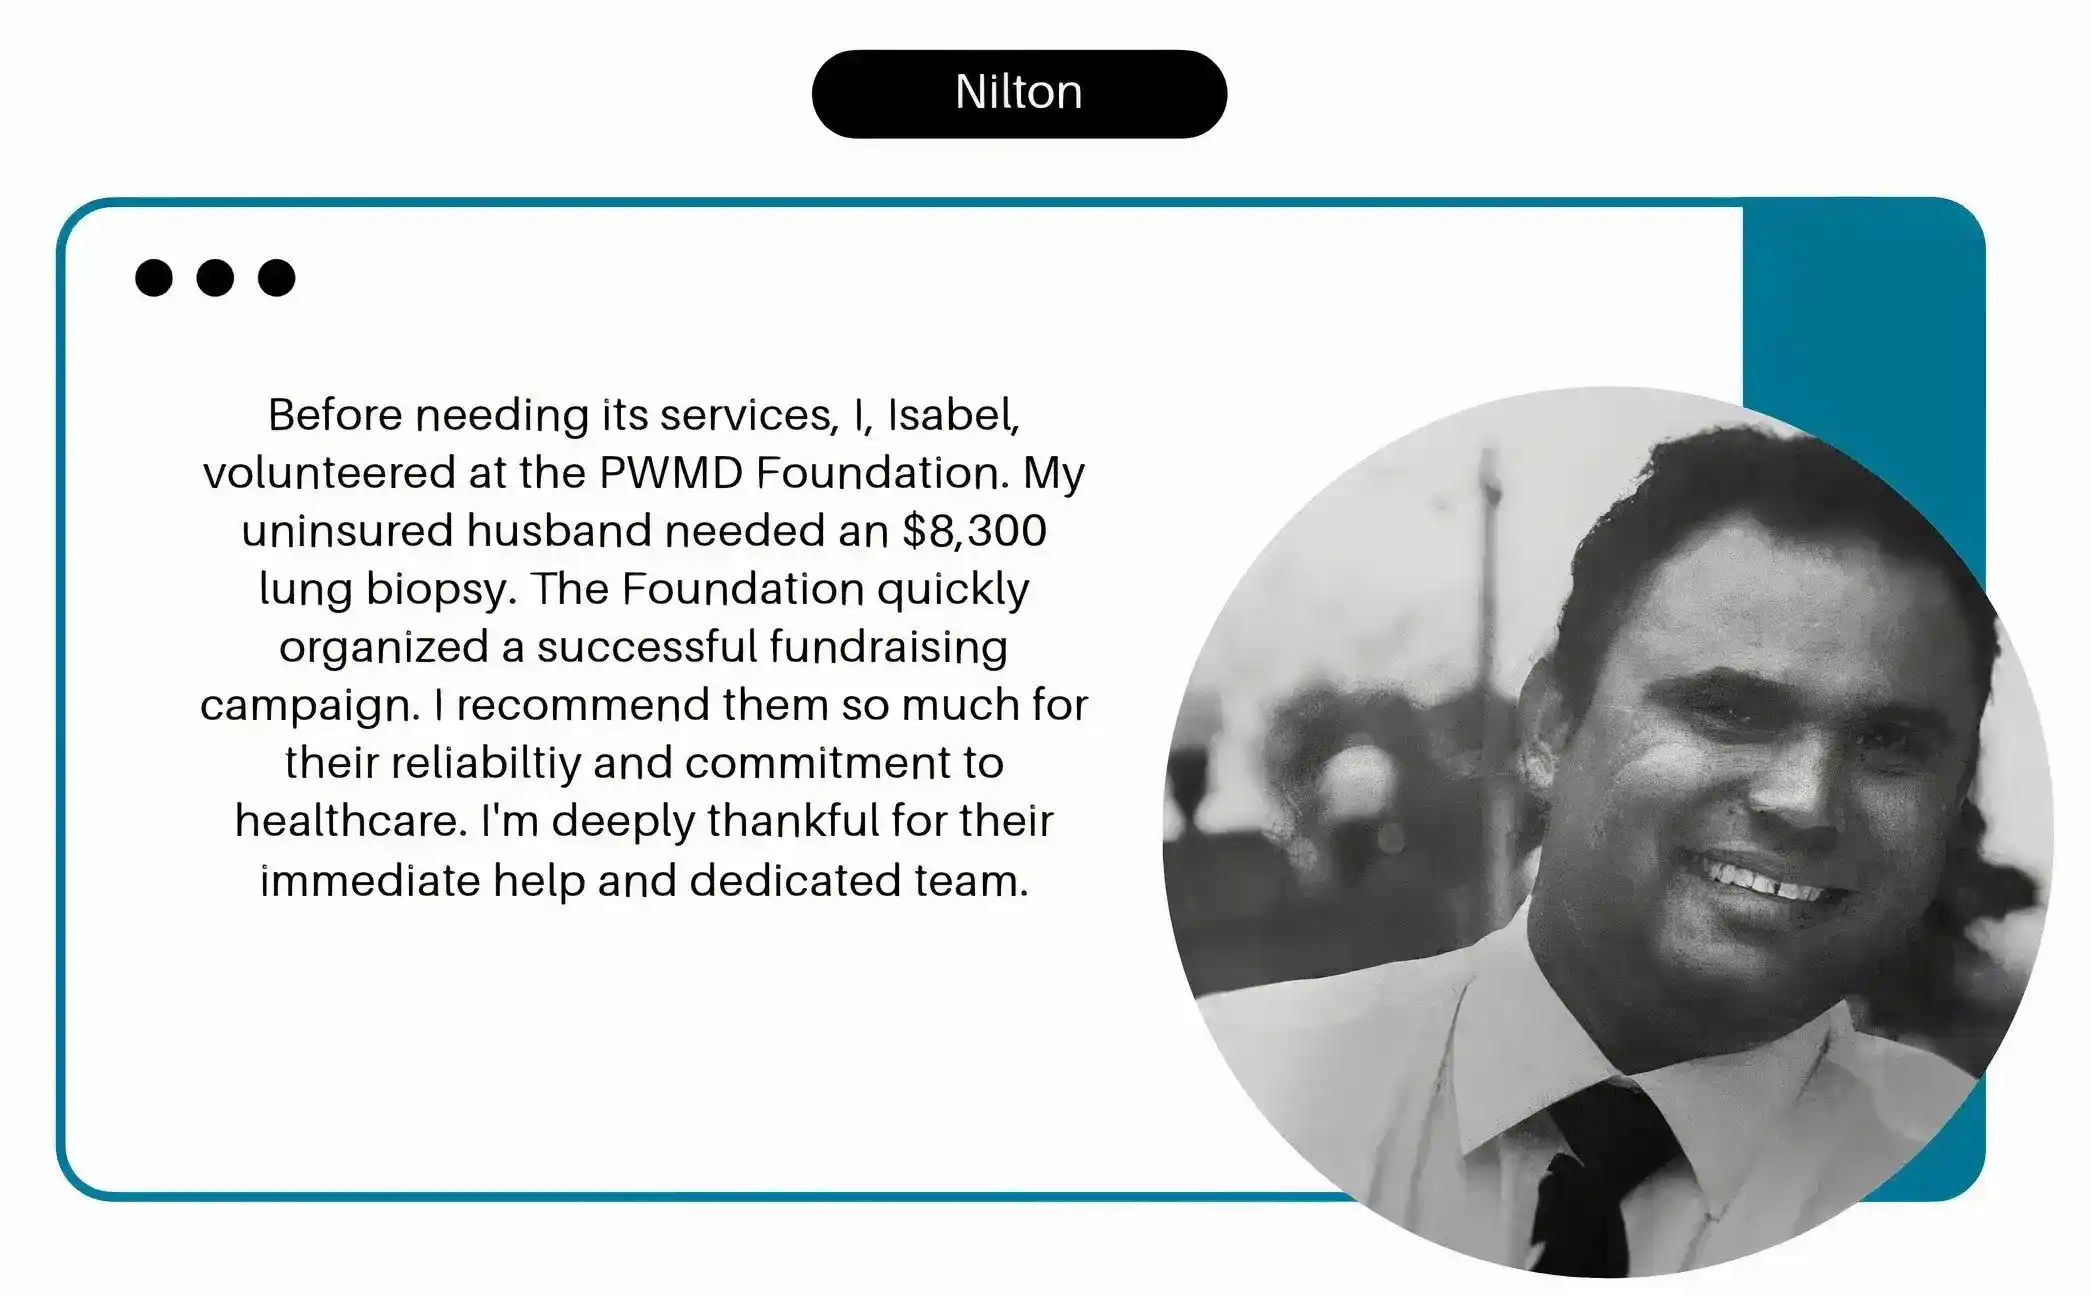 Nilton
Before needing its services, I, Isabel,
volunteered at the PWMD Foundation. My
uninsured husband needed an $8,300
lung biopsy. The Foundation quickly
organized a successful fundraising
campaign. I recommend them so much for
their reliabiltiy and commitment to
healthcare. I'm deeply thankful for their
immediate help and dedicated team.